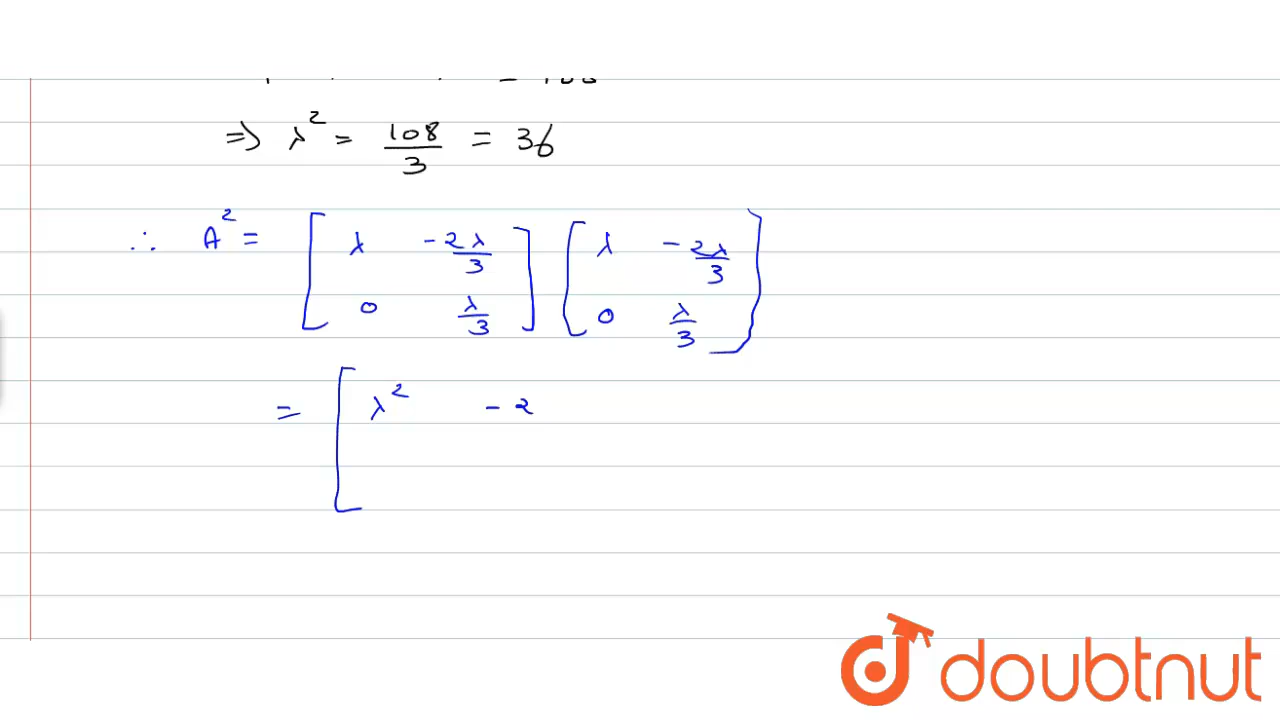 => λ² = 108/3 = 36
∴ A² = [ λ -2λ/3 ] [ λ -2λ/3 ]
0 λ/3 0 λ/3
= [ λ² -2
doubtnut